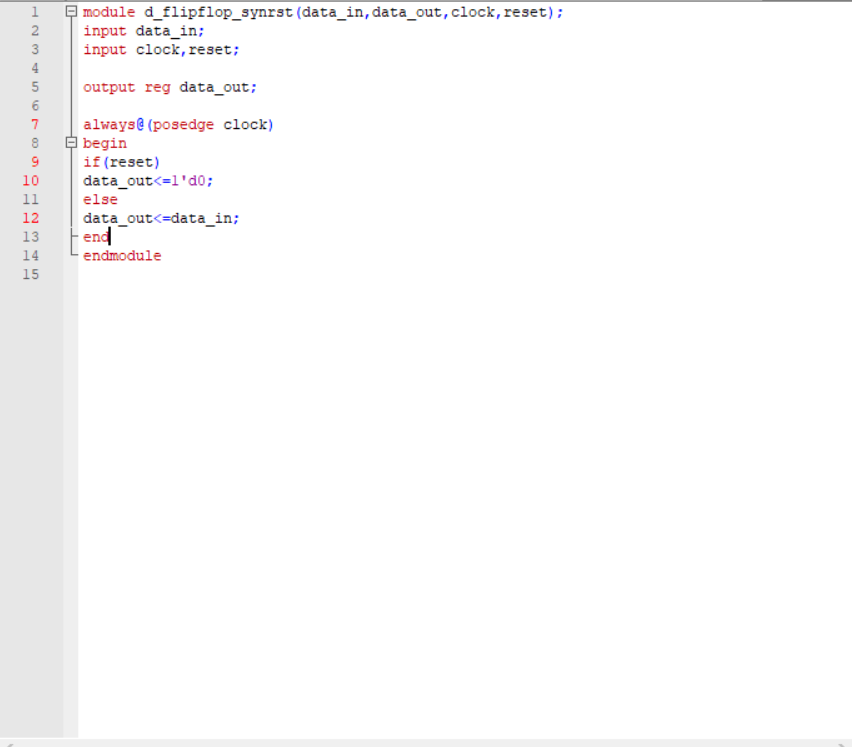 1 module d_flipflop_synrst(data_in,data_out,clock,reset);
2 input data_in;
3 input clock,reset;
4
5 output reg data_out;
6
7 always@(posedge clock)
8 begin
9 if(reset)
10 data_out<=1'd0;
11 else
12 data_out<=data_in;
13 end
14 endmodule
15